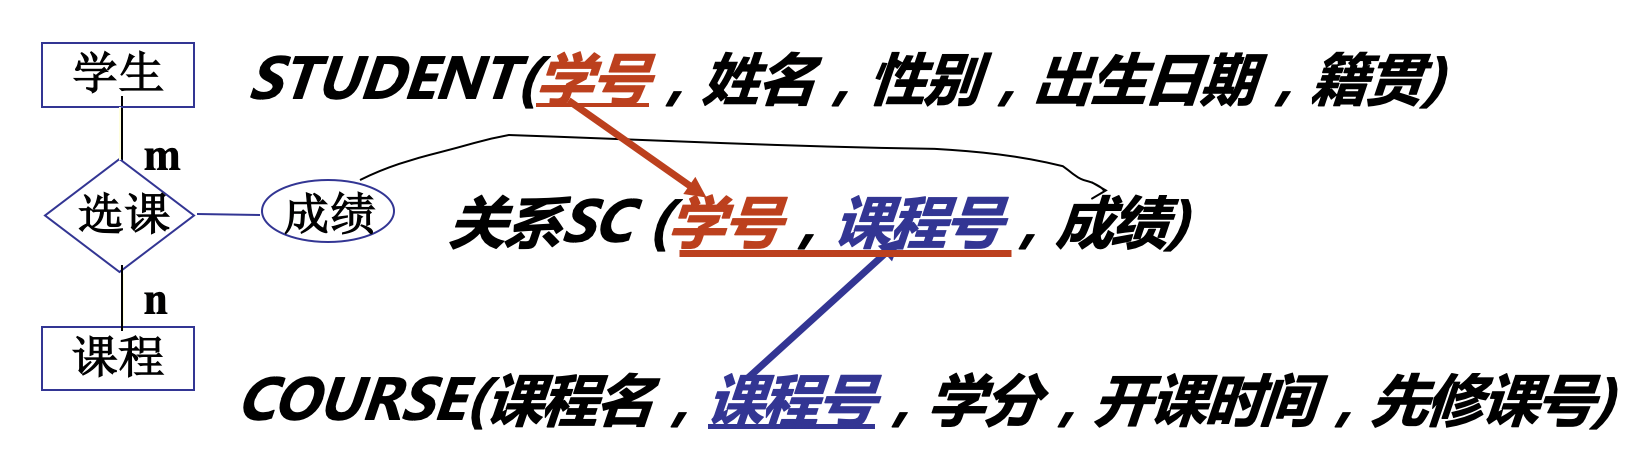 学生
STUDENT(学号，姓名，性别，出生日期，籍贯)
m
选课
成绩
关系SC (学号，课程号，成绩)
n
课程
COURSE(课程名，课程号，学分，开课时间，先修课号)